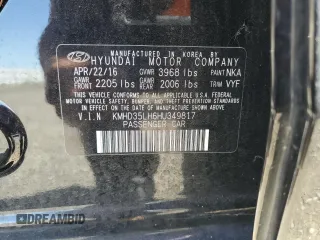 MANUFACTURED IN KOREA BY
HYUNDAI MOTOR COMPANY
APR/22/16 GVWR 3968 lbs PAINT NKA
GAWR FRONT 2205 lbs GAWR REAR 2006 lbs TRIM VYF
THIS VEHICLE CONFORMS TO ALL APPLICABLE U.S. FEDERAL
MOTOR VEHICLE SAFETY, BUMPER, AND THEFT PREVENTION
STANDARDS IN EFFECT ON THE DATE OF MANUFACTURE SHOWN ABOVE.
V.I.N KMHD35LH6HU349817
PASSENGER CAR
DREAMBID